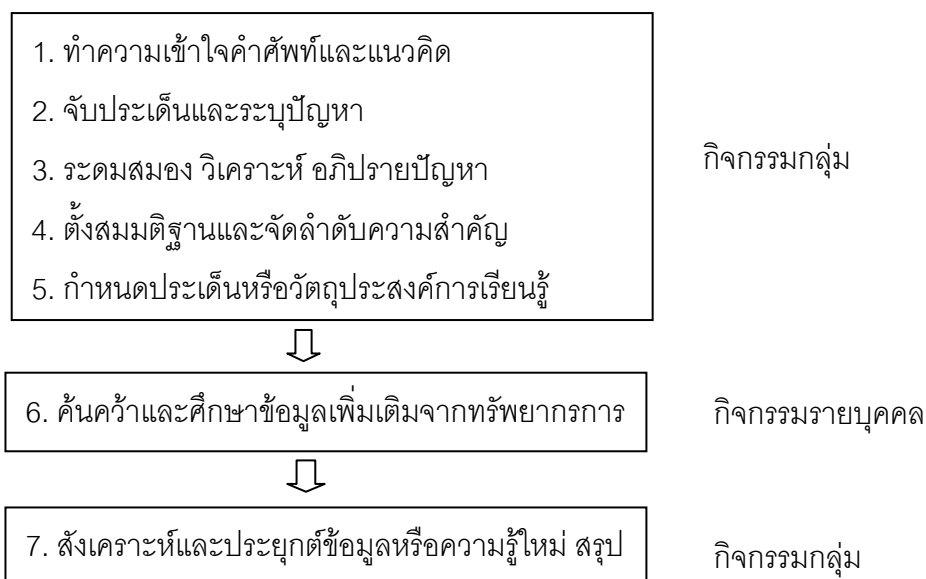 1. ทำความเข้าใจคำศัพท์และแนวคิด
2. จับประเด็นและระบุปัญหา
3. ระดมสมอง วิเคราะห์ อภิปรายปัญหา
กิจกรรมกลุ่ม
4. ตั้งสมมติฐานและจัดลำดับความสำคัญ
5. กำหนดประเด็นหรือวัตถุประสงค์การเรียนรู้
6. ค้นคว้าและศึกษาข้อมูลเพิ่มเติมจากทรัพยากรการ
กิจกรรมรายบุคคล
7. สังเคราะห์และประยุกต์ข้อมูลหรือความรู้ใหม่ สรุป
กิจกรรมกลุ่ม